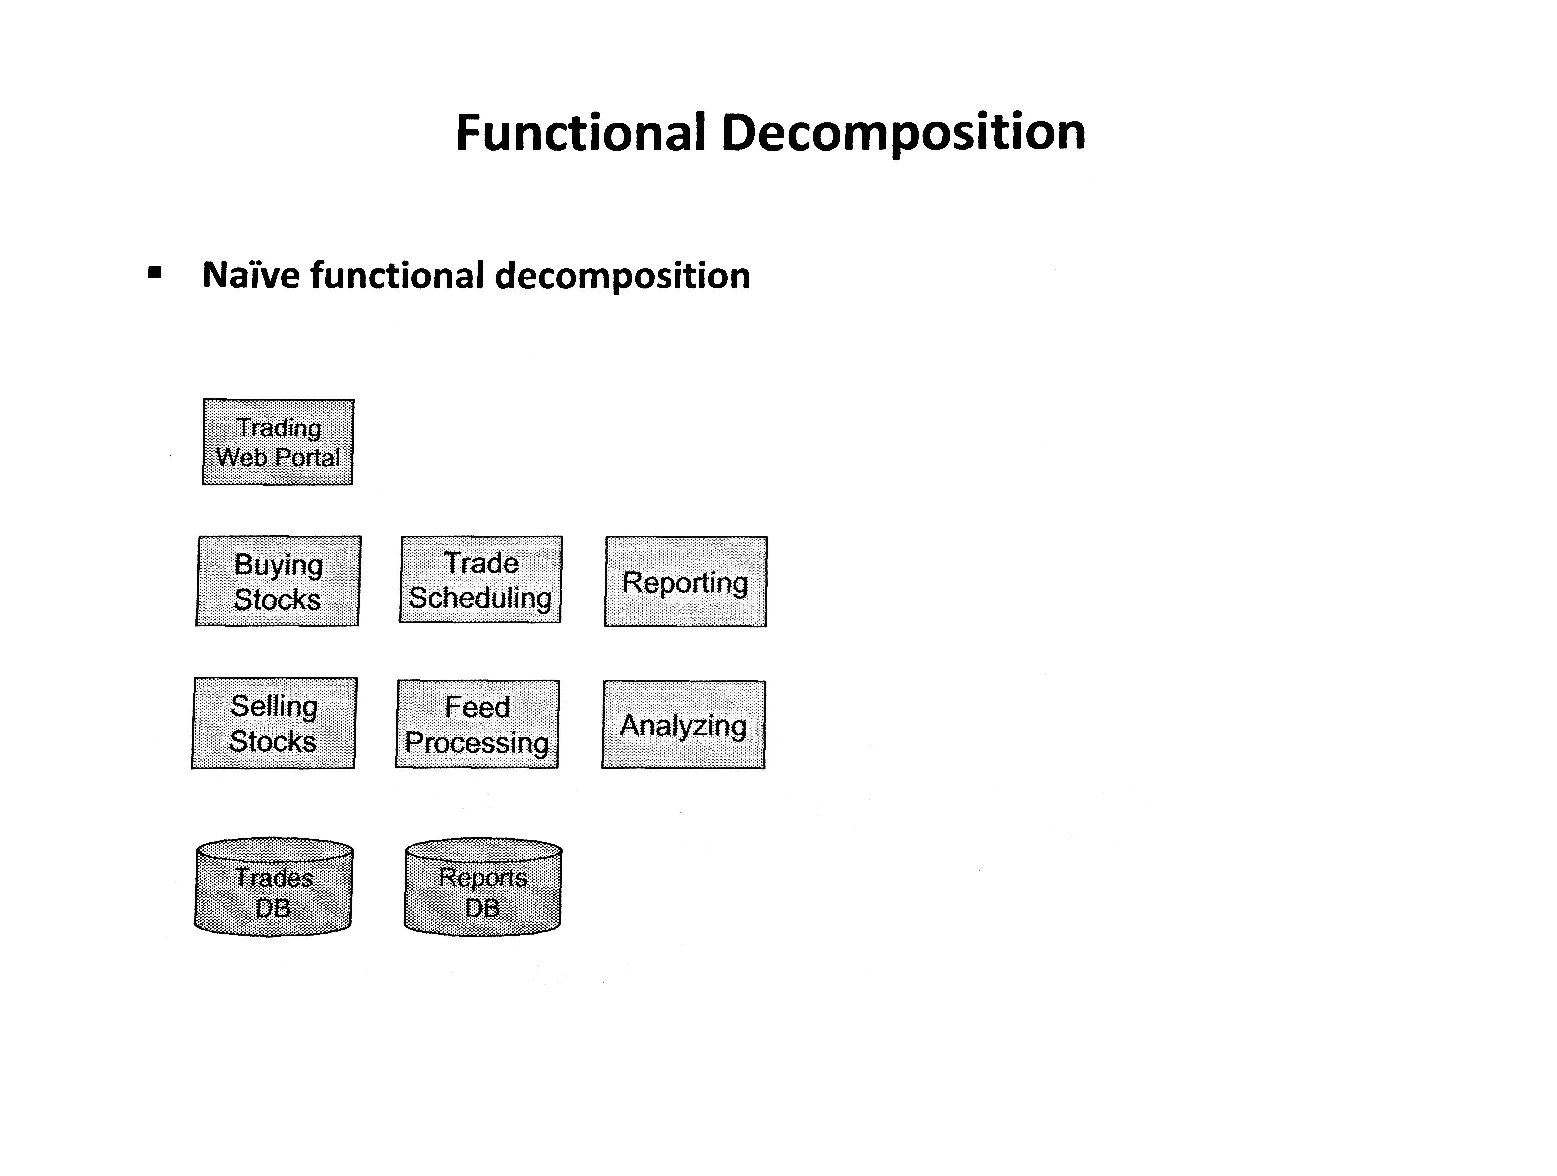 Functional Decomposition
▪ Naïve functional decomposition
Trading
Web Portal
Buying
Stocks
Trade
Scheduling
Reporting
Selling
Stocks
Feed
Processing
Analyzing
Trades
DB
Reports
DB